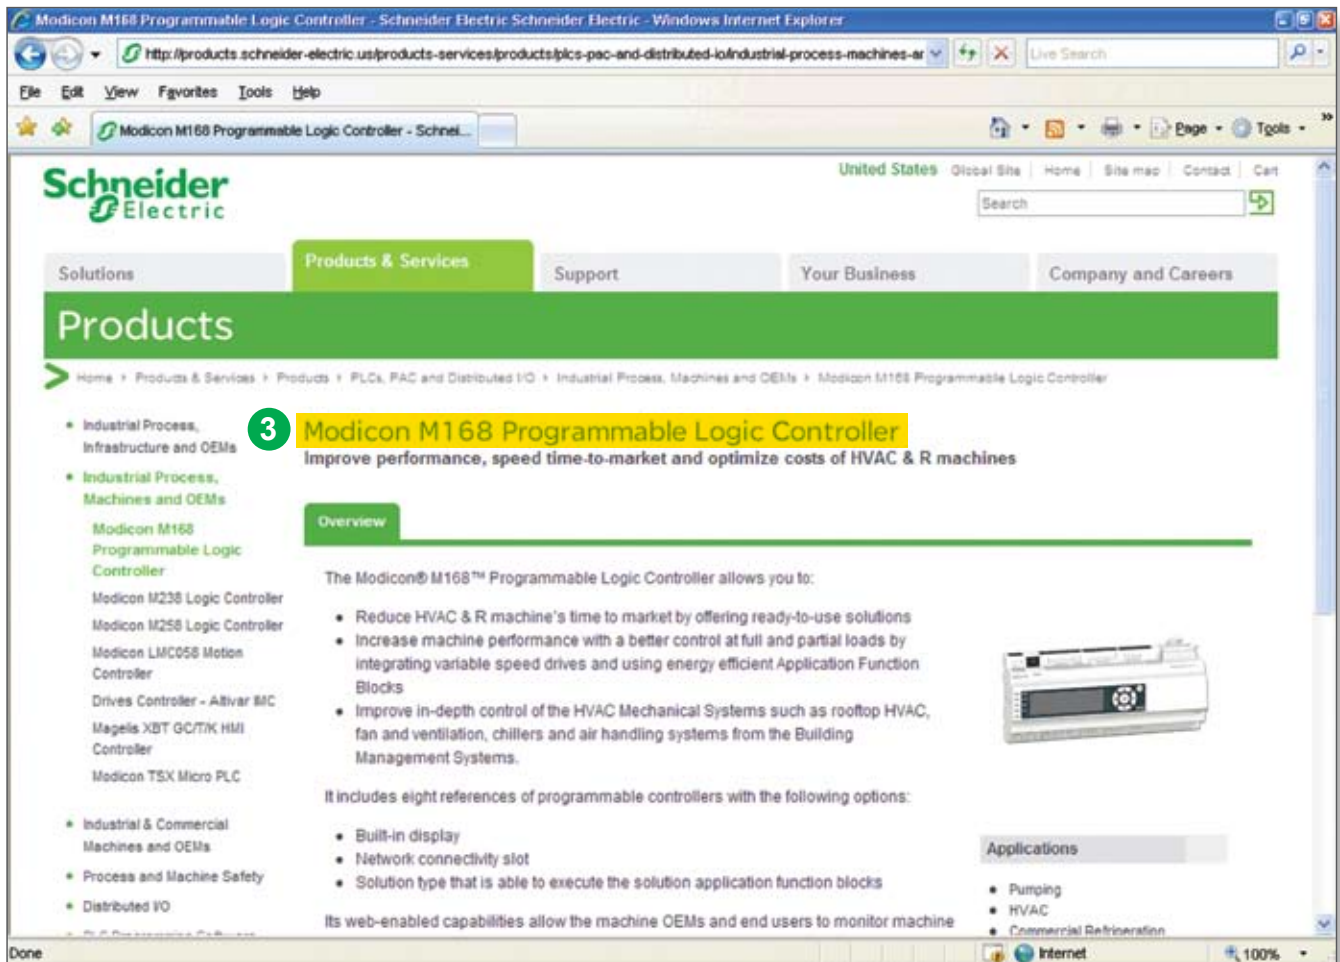 Modicon M168 Programmable Logic Controller - Schneider Electric Schneider Electric - Windows Internet Explorer
http://products.schneider-electric.us/products-services/products/plcs-pac-and-distributed-io/industrial-process-machines-ar
Live Search
File Edit View Favorites Tools Help
Modicon M168 Programmable Logic Controller - Schnei...
Page Tools
Schneider
Electric
United States Global Site Home Site map Contact Cart
Search
Solutions
Products & Services
Support
Your Business
Company and Careers
Products
Home Products & Services Products PLCs, PAC and Distributed I/O Industrial Process, Machines and OEMs Modicon M168 Programmable Logic Controller
Industrial Process,
Infrastructure and OEMs
Industrial Process,
Machines and OEMs
Modicon M168
Programmable Logic
Controller
Modicon M238 Logic Controller
Modicon M258 Logic Controller
Modicon LMC058 Motion
Controller
Drives Controller - Altivar IMC
Magelis XBT GC/T/K HMI
Controller
Modicon TSX Micro PLC
Industrial & Commercial
Machines and OEMs
Process and Machine Safety
Distributed I/O
3
Modicon M168 Programmable Logic Controller
Improve performance, speed time-to-market and optimize costs of HVAC & R machines
Overview
The Modicon® M168™ Programmable Logic Controller allows you to:
Reduce HVAC & R machine's time to market by offering ready-to-use solutions
Increase machine performance with a better control at full and partial loads by
integrating variable speed drives and using energy efficient Application Function
Blocks
Improve in-depth control of the HVAC Mechanical Systems such as rooftop HVAC,
fan and ventilation, chillers and air handling systems from the Building
Management Systems.
It includes eight references of programmable controllers with the following options:
Built-in display
Network connectivity slot
Solution type that is able to execute the solution application function blocks
Its web-enabled capabilities allow the machine OEMs and end users to monitor machine
Applications
Pumping
HVAC
Commercial Refrigeration
Done
Internet
100%